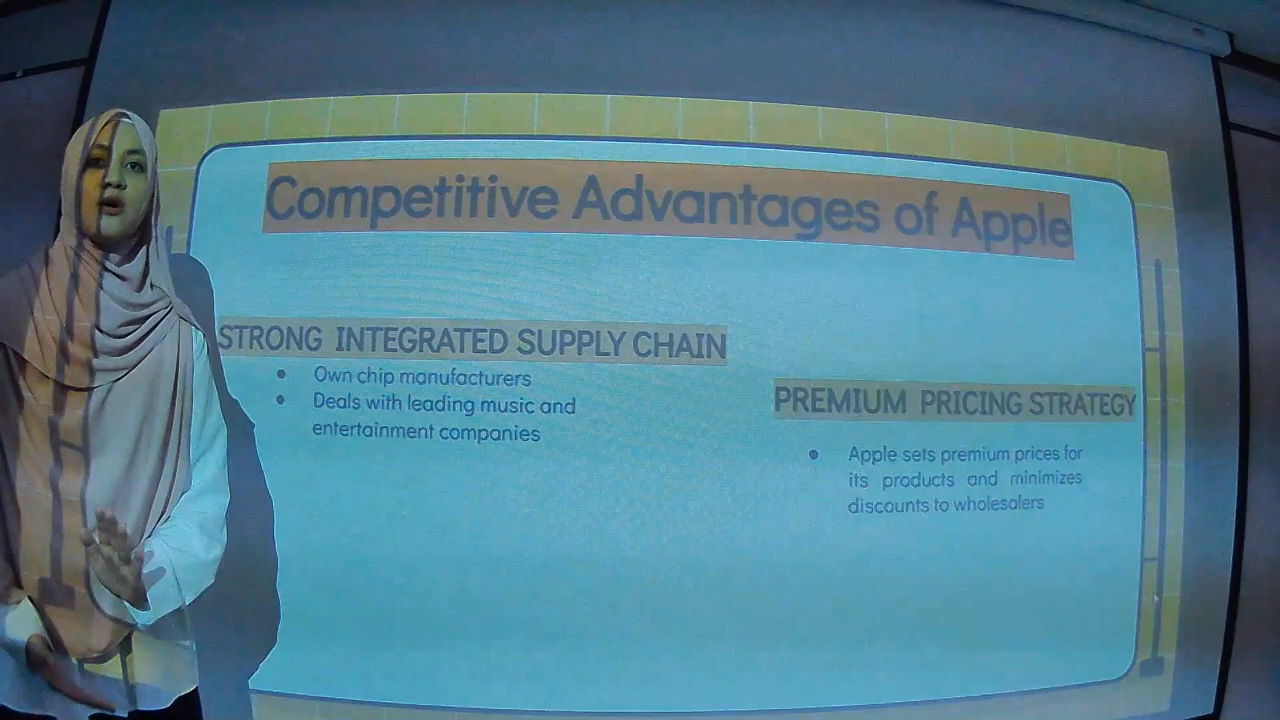 Competitive Advantages of Apple
STRONG INTEGRATED SUPPLY CHAIN
Own chip manufacturers
Deals with leading music and
entertainment companies
PREMIUM PRICING STRATEGY
Apple sets premium prices for
its products and minimizes
discounts to wholesalers